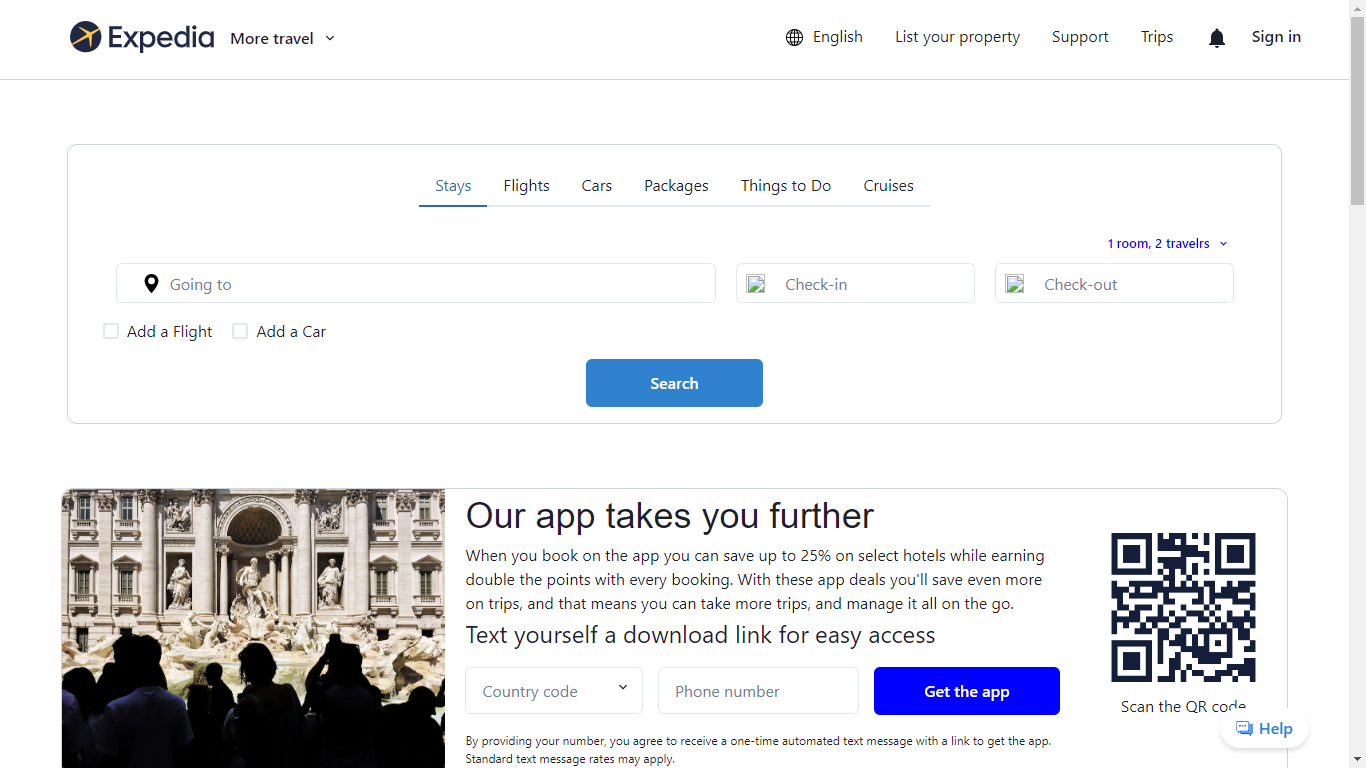 Expedia
More travel
English
List your property
Support
Trips
Sign in
Stays
Flights
Cars
Packages
Things to Do
Cruises
1 room, 2 travelrs
Going to
Check-in
Check-out
Add a Flight
Add a Car
Search
Our app takes you further
When you book on the app you can save up to 25% on select hotels while earning
double the points with every booking. With these app deals you'll save even more
on trips, and that means you can take more trips, and manage it all on the go.
Text yourself a download link for easy access
Country code
Phone number
Get the app
By providing your number, you agree to receive a one-time automated text message with a link to get the app.
Standard text message rates may apply.
Scan the QR code
Help